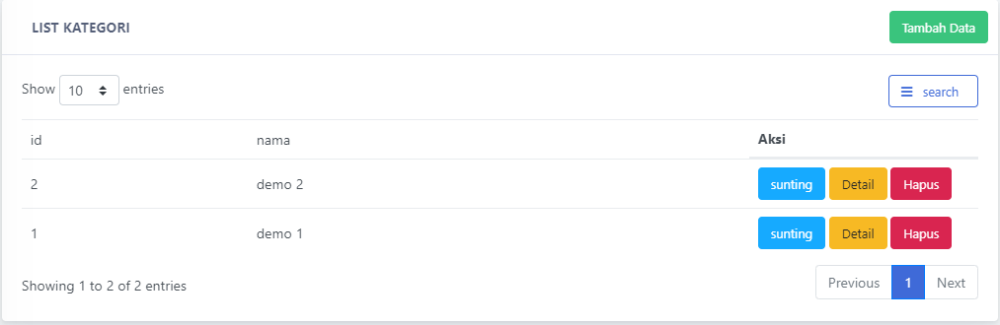 LIST KATEGORI
Tambah Data
Show 10 entries
search
id nama Aksi
2 demo 2 sunting Detail Hapus
1 demo 1 sunting Detail Hapus
Showing 1 to 2 of 2 entries
Previous 1 Next